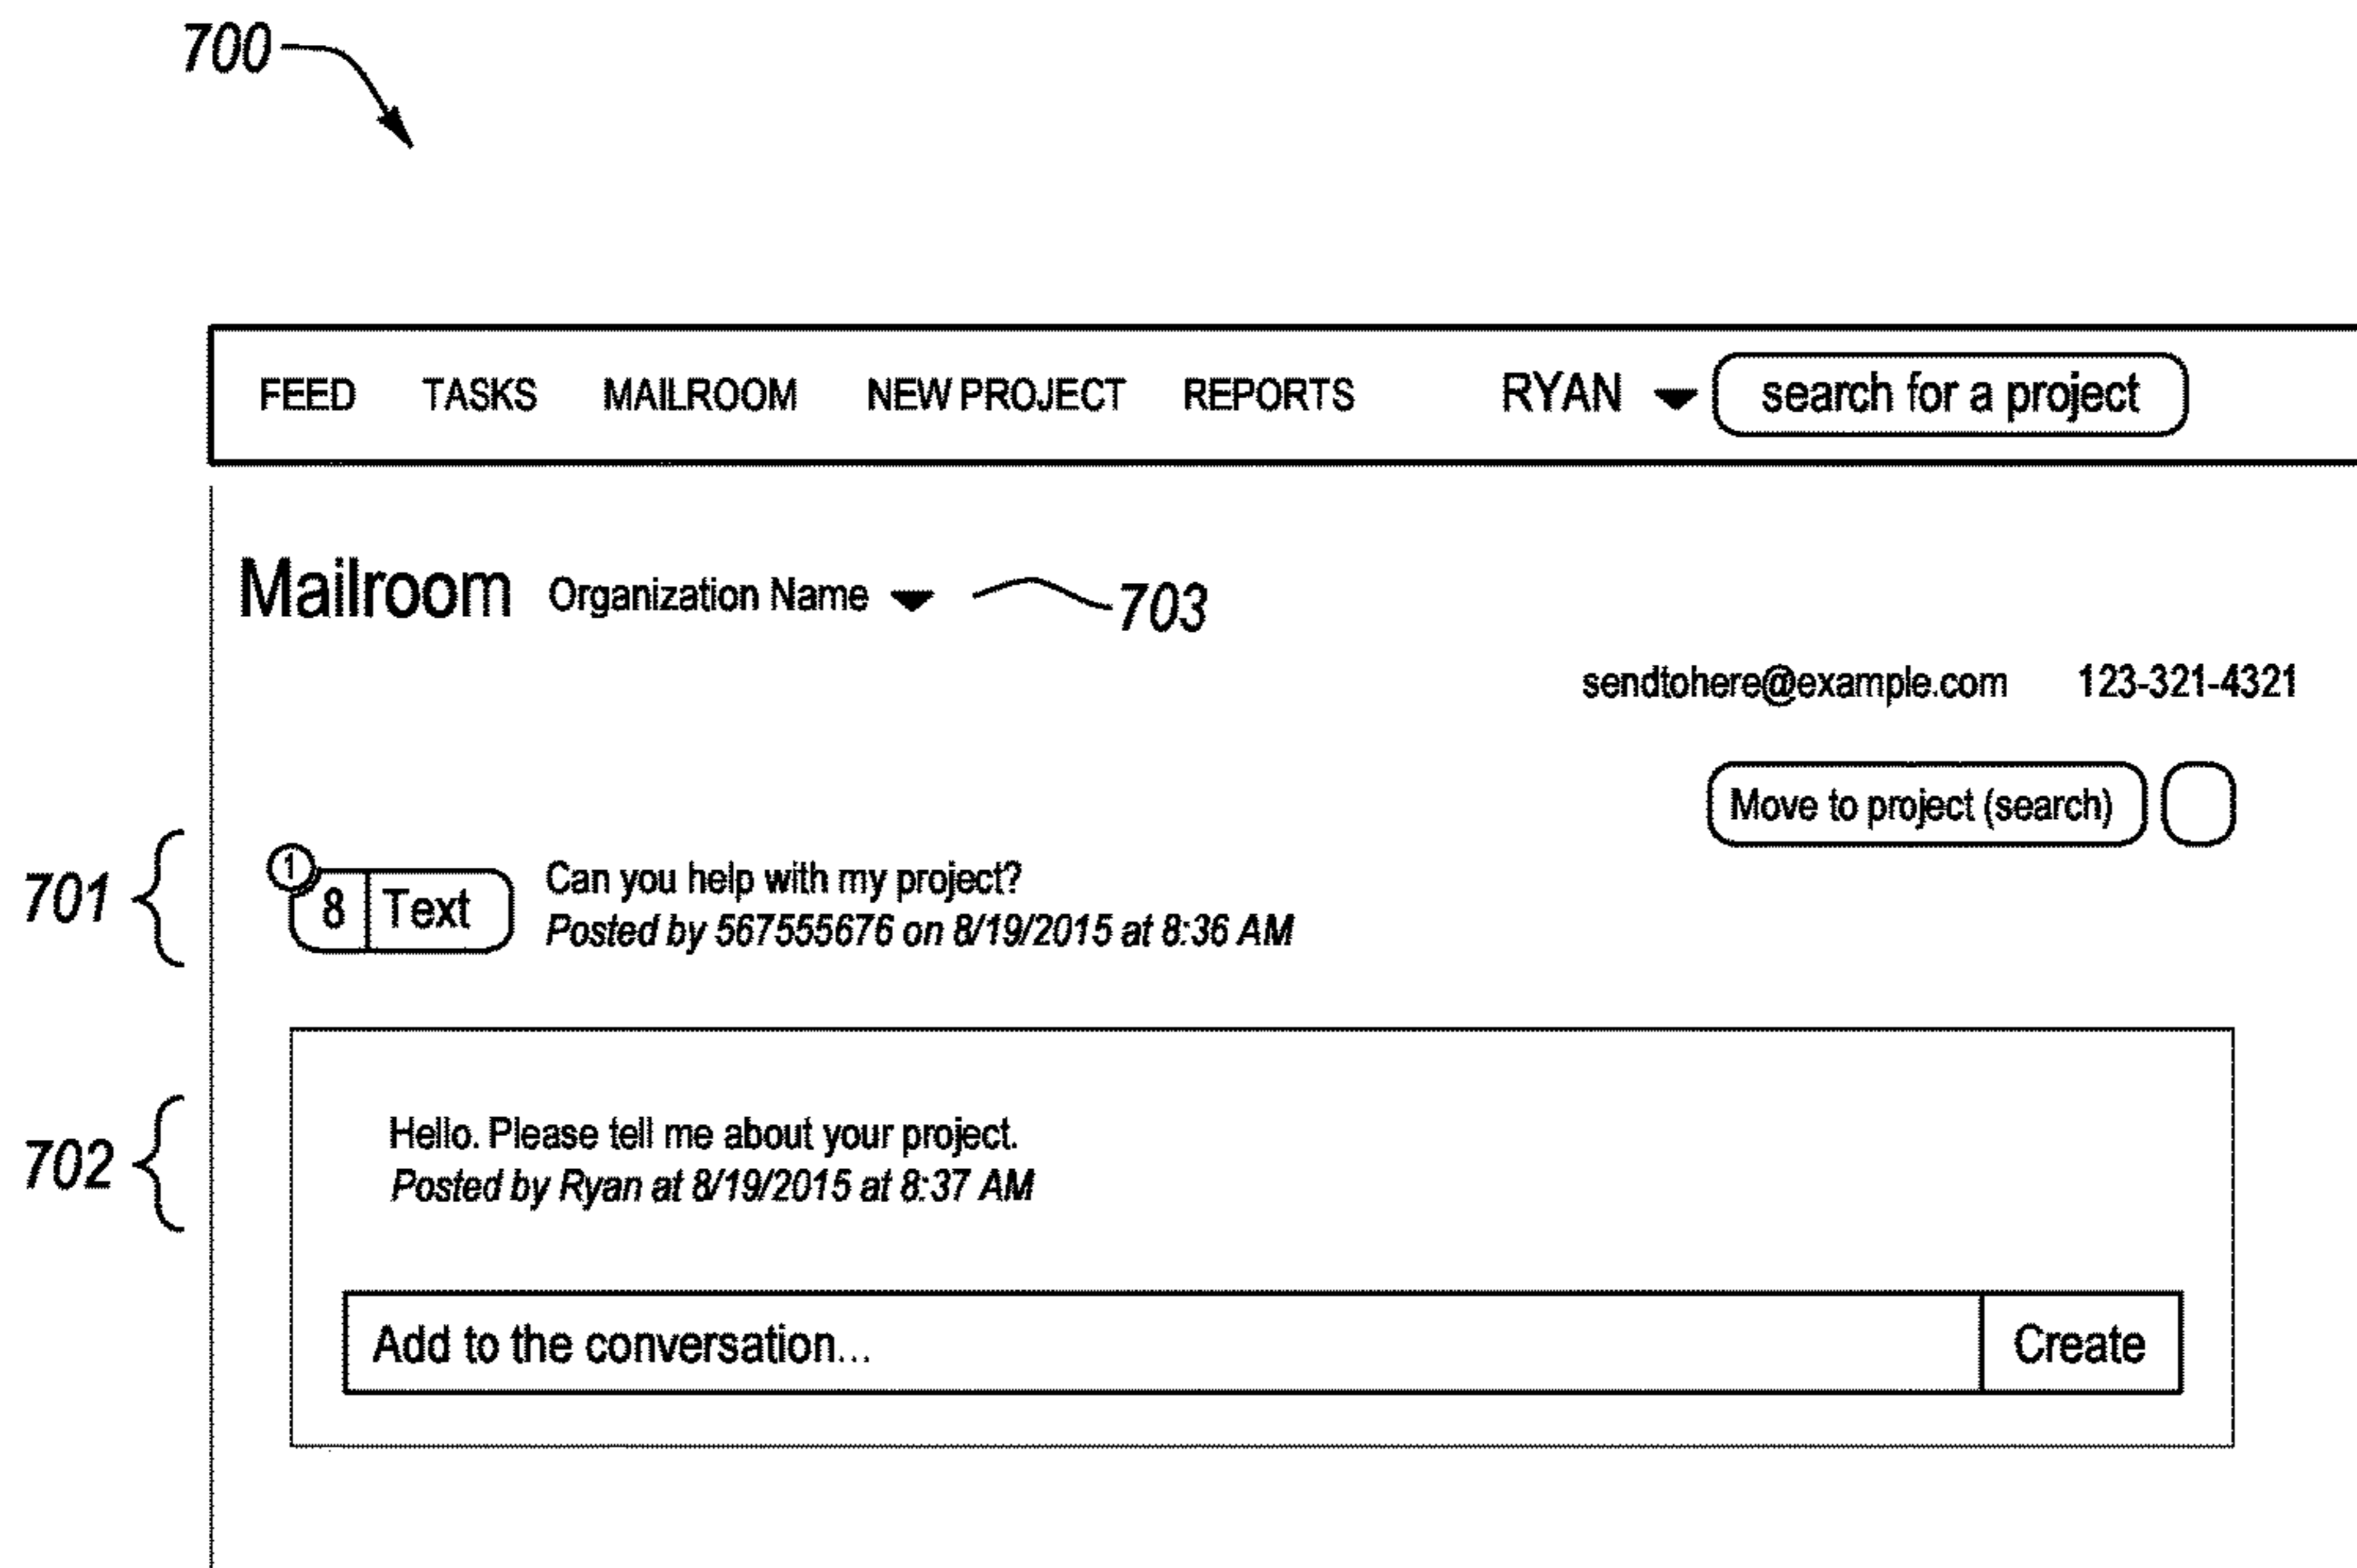 700
FEED TASKS MAILROOM NEW PROJECT REPORTS RYAN search for a project
Mailroom Organization Name 703
sendtohere@example.com 123-321-4321
Move to project (search)
701
1
8 Text
Can you help with my project?
Posted by 567555676 on 8/19/2015 at 8:36 AM
702
Hello. Please tell me about your project.
Posted by Ryan at 8/19/2015 at 8:37 AM
Add to the conversation... Create